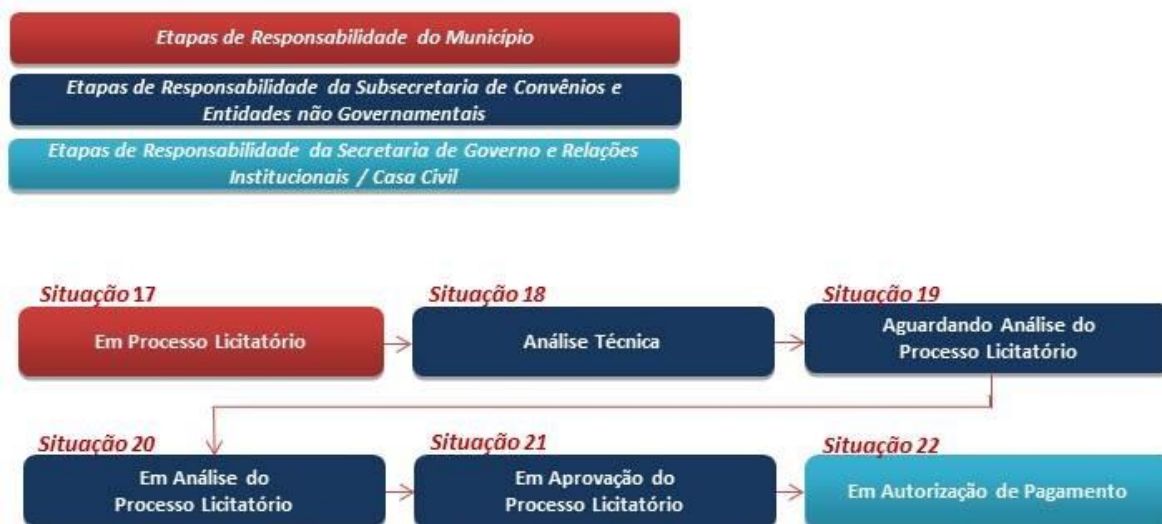 Etapas de Responsabilidade do Município
Etapas de Responsabilidade da Subsecretaria de Convênios e
Entidades não Governamentais
Etapas de Responsabilidade da Secretaria de Governo e Relações
Institucionais / Casa Civil
Situação 17
Em Processo Licitatório
Situação 18
Análise Técnica
Situação 19
Aguardando Análise do
Processo Licitatório
Situação 20
Em Análise do
Processo Licitatório
Situação 21
Em Aprovação do
Processo Licitatório
Situação 22
Em Autorização de Pagamento